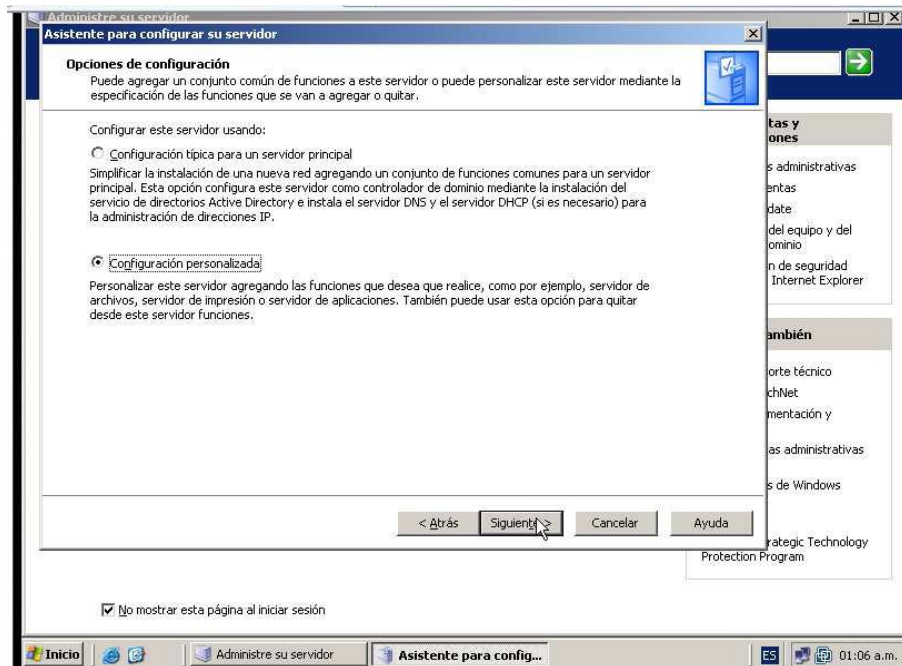 Administre su servidor
Asistente para configurar su servidor
Opciones de configuración
Puede agregar un conjunto común de funciones a este servidor o puede personalizar este servidor mediante la
especificación de las funciones que se van a agregar o quitar.
Configurar este servidor usando:
Configuración típica para un servidor principal
Simplificar la instalación de una nueva red agregando un conjunto de funciones comunes para un servidor
principal. Esta opción configura este servidor como controlador de dominio mediante la instalación del
servicio de directorios Active Directory e instala el servidor DNS y el servidor DHCP (si es necesario) para
la administración de direcciones IP.
Configuración personalizada
Personalizar este servidor agregando las funciones que desea que realice, como por ejemplo, servidor de
archivos, servidor de impresión o servidor de aplicaciones. También puede usar esta opción para quitar
desde este servidor funciones.
< Atrás
Siguiente >
Cancelar
Ayuda
tas y
ones
s administrativas
entas
date
del equipo y del
ominio
n de seguridad
Internet Explorer
ambién
orte técnico
chNet
mentación y
as administrativas
s de Windows
rategic Technology
Protection Program
No mostrar esta página al iniciar sesión
Inicio
Administre su servidor
Asistente para config...
ES
01:06 a.m.